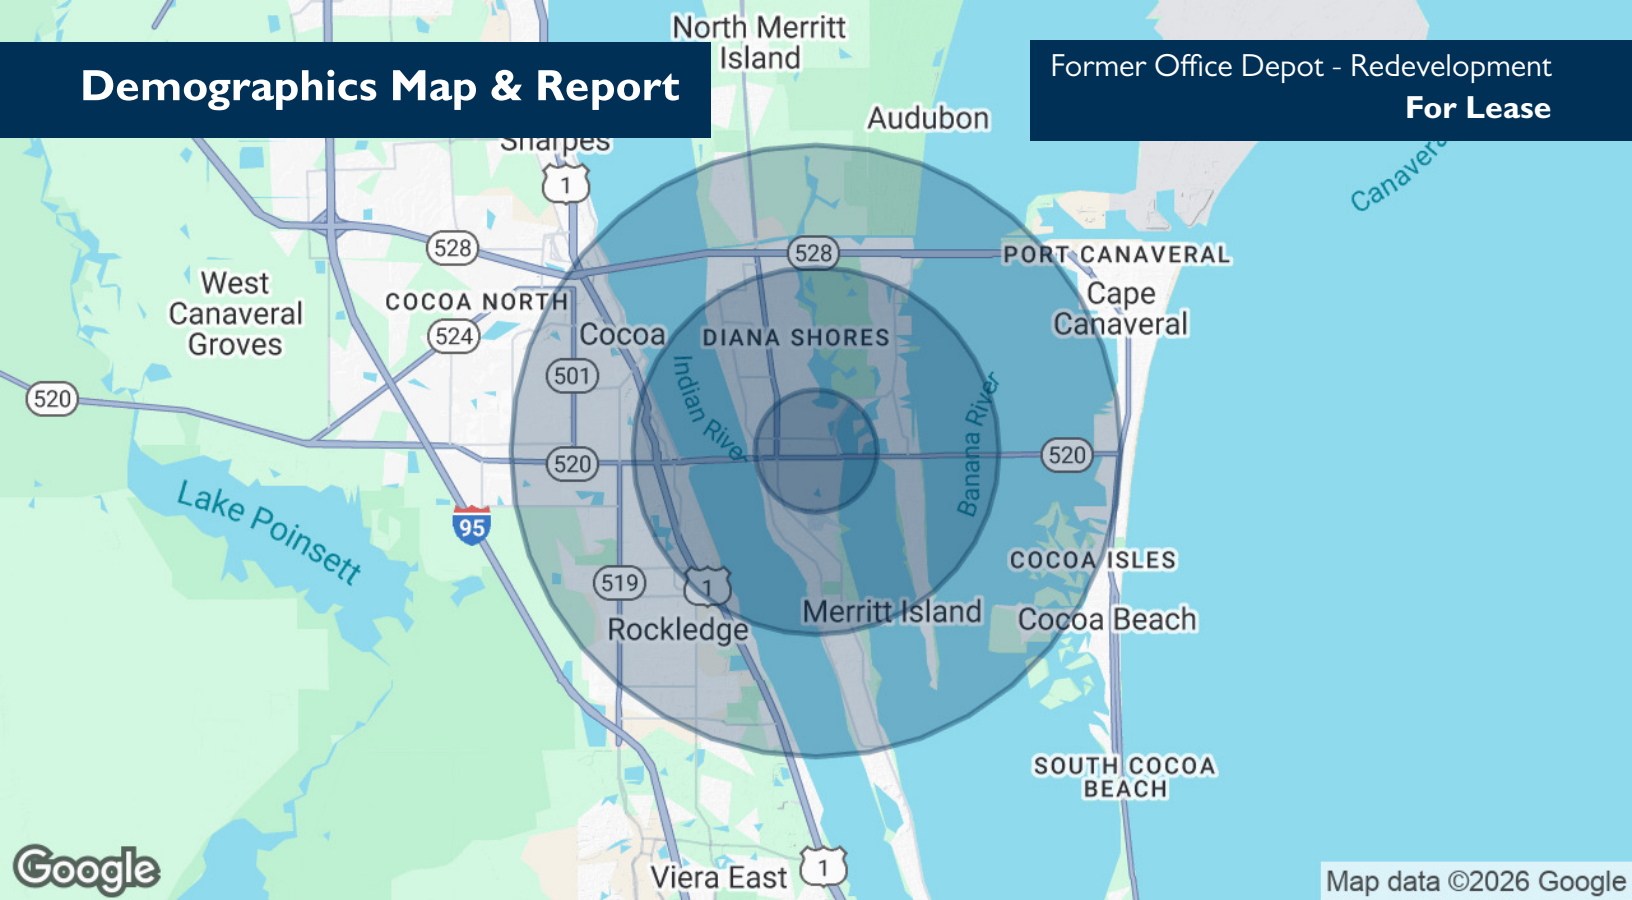 North Merritt
Island
Demographics Map & Report
Former Office Depot - Redevelopment
For Lease
Audubon
Sharpes
1
Canavera
528
528
PORT CANAVERAL
West
Canaveral
Groves
COCOA NORTH
Cape
Canaveral
524
Cocoa
DIANA SHORES
501
Indian River
Banana River
520
520
520
Lake Poinsett
95
COCOA ISLES
519
1
Merritt Island
Cocoa Beach
Rockledge
SOUTH COCOA
BEACH
Google
Viera East
1
Map data ©2026 Google